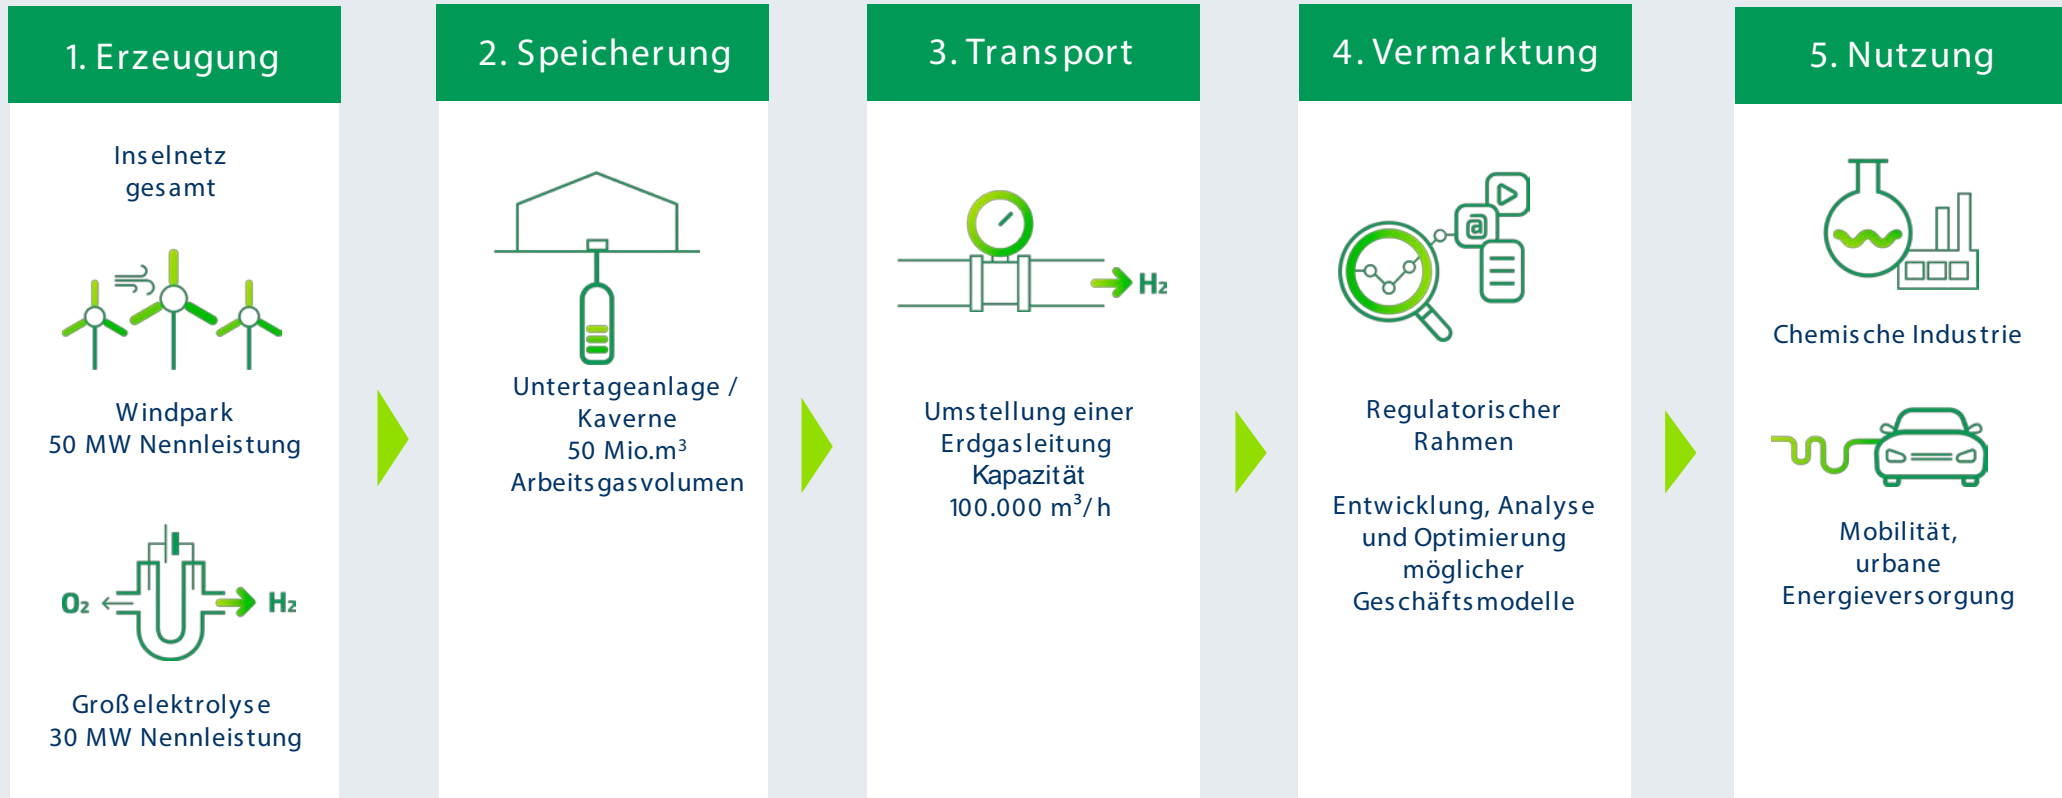 1. Erzeugung
Inselnetz
gesamt
Windpark
50 MW Nennleistung
O₂
H₂
Großelektrolyse
30 MW Nennleistung
2. Speicherung
Untertageanlage /
Kaverne
50 Mio.m³
Arbeitsgasvolumen
3. Transport
H₂
Umstellung einer
Erdgasleitung
Kapazität
100.000 m³/h
4. Vermarktung
@
Regulatorischer
Rahmen
Entwicklung, Analyse
und Optimierung
möglicher
Geschäftsmodelle
5. Nutzung
Chemische Industrie
Mobilität,
urbane
Energieversorgung